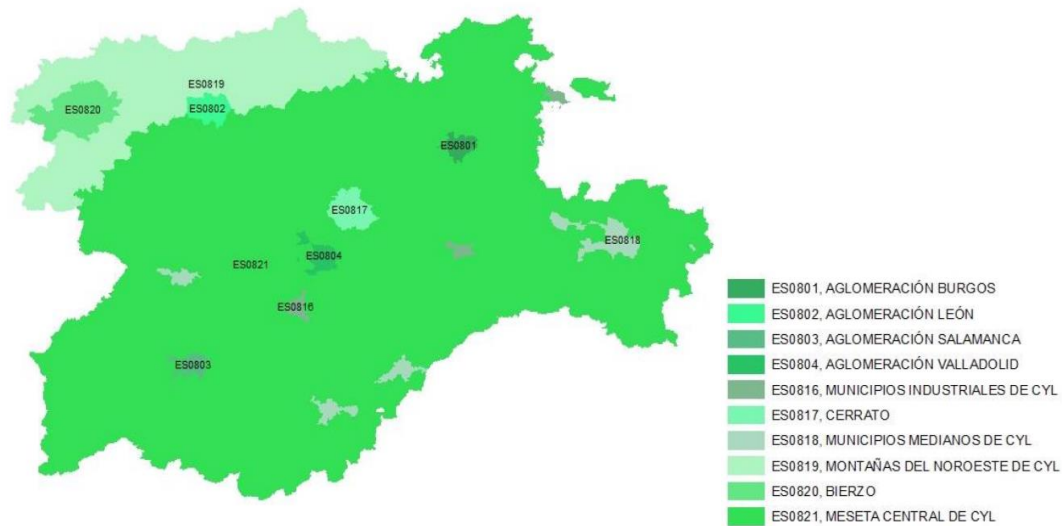 ES0819
ES0820
ES0802
ES0801
ES0817
ES0818
ES0804
ES0821
ES0816
ES0803
ES0801, AGLOMERACIÓN BURGOS
ES0802, AGLOMERACIÓN LEÓN
ES0803, AGLOMERACIÓN SALAMANCA
ES0804, AGLOMERACIÓN VALLADOLID
ES0816, MUNICIPIOS INDUSTRIALES DE CYL
ES0817, CERRATO
ES0818, MUNICIPIOS MEDIANOS DE CYL
ES0819, MONTAÑAS DEL NOROESTE DE CYL
ES0820, BIERZO
ES0821, MESETA CENTRAL DE CYL